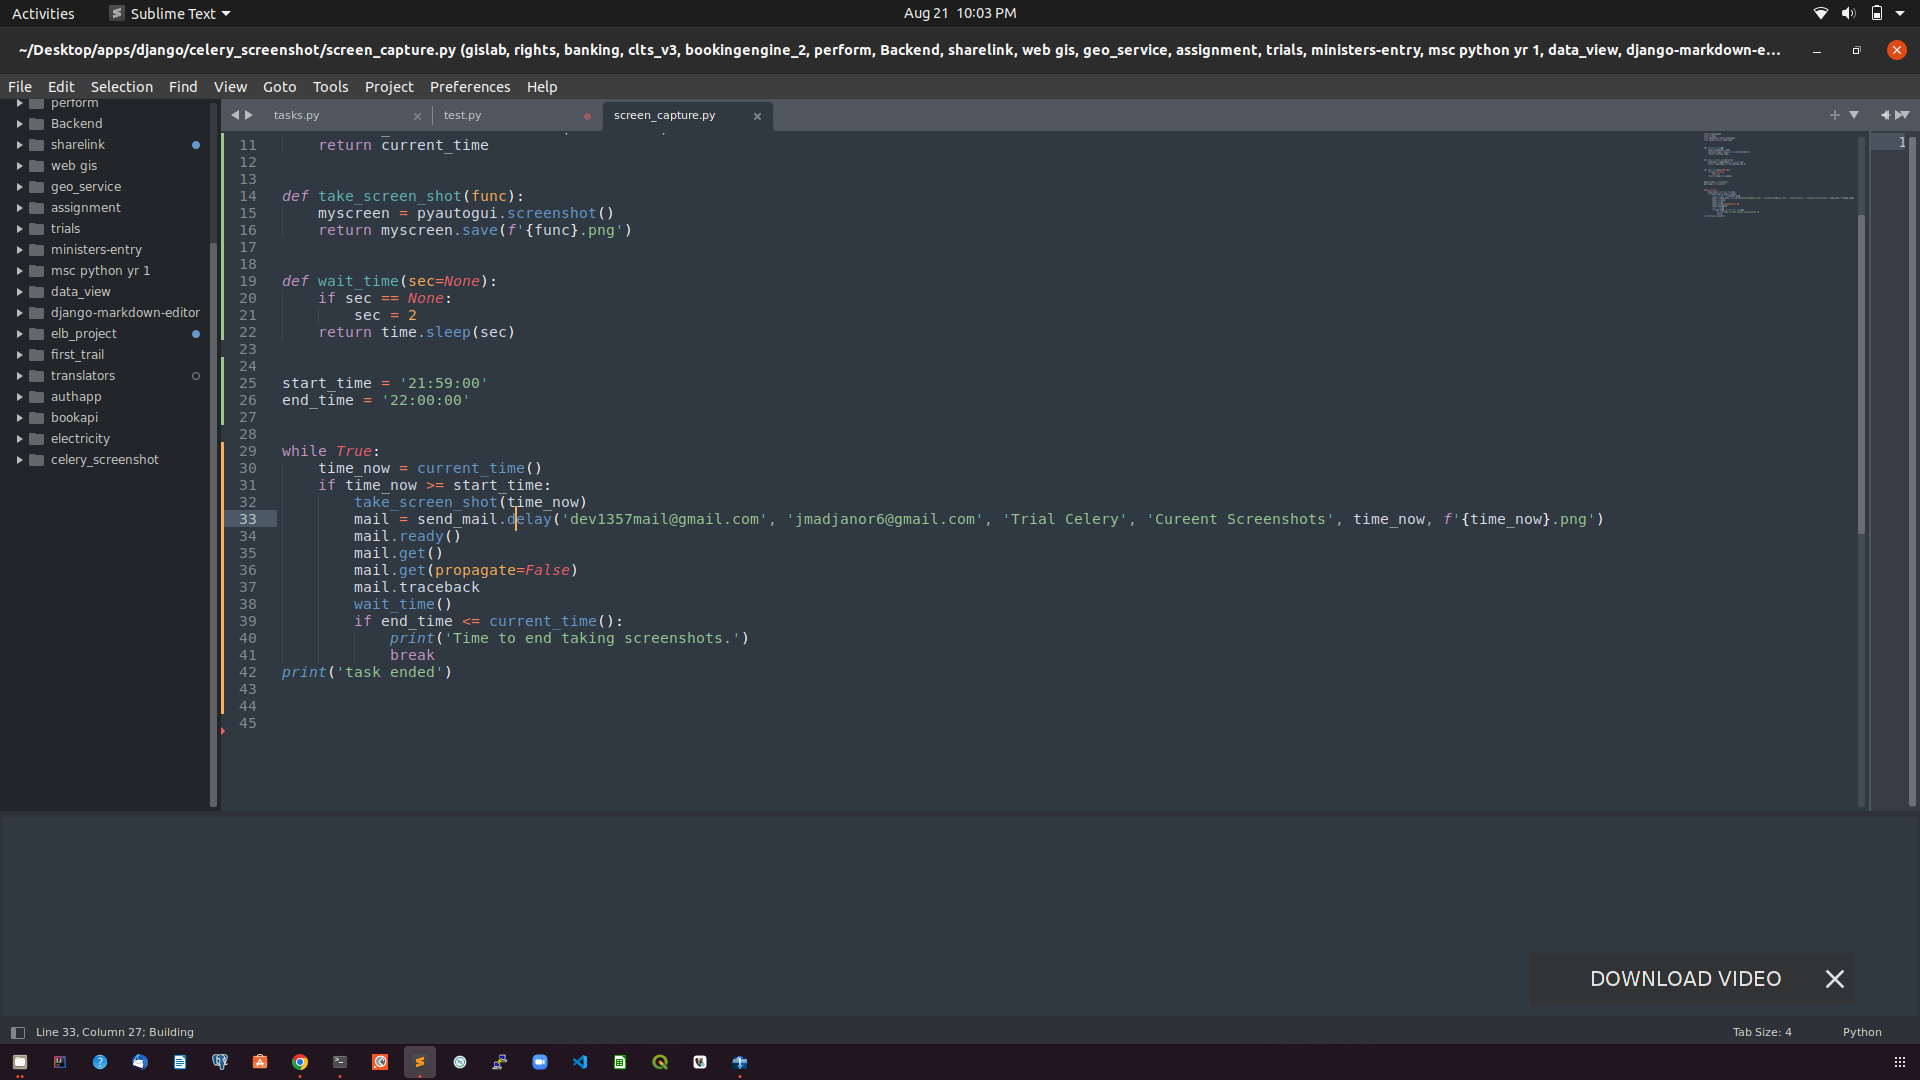 Activities
Sublime Text
Aug 21 10:03 PM
~/Desktop/apps/django/celery_screenshot/screen_capture.py (gislab, rights, banking, clts_v3, bookingengine_2, perform, Backend, sharelink, web gis, geo_service, assignment, trials, ministers-entry, msc python yr 1, data_view, django-markdown-e...
File Edit Selection Find View Goto Tools Project Preferences Help
perform
Backend
sharelink
web gis
geo_service
assignment
trials
ministers-entry
msc python yr 1
data_view
django-markdown-editor
elb_project
first_trail
translators
authapp
bookapi
electricity
celery_screenshot
tasks.py
test.py
screen_capture.py
11 return current_time
12
13
14 def take_screen_shot(func):
15 myscreen = pyautogui.screenshot()
16 return myscreen.save(f'{func}.png')
17
18
19 def wait_time(sec=None):
20 if sec == None:
21 sec = 2
22 return time.sleep(sec)
23
24
25 start_time = '21:59:00'
26 end_time = '22:00:00'
27
28
29 while True:
30 time_now = current_time()
31 if time_now >= start_time:
32 take_screen_shot(time_now)
33 mail = send_mail.delay('dev1357mail@gmail.com', 'jmadjanor6@gmail.com', 'Trial Celery', 'Cureent Screenshots', time_now, f'{time_now}.png')
34 mail.ready()
35 mail.get()
36 mail.get(propagate=False)
37 mail.traceback
38 wait_time()
39 if end_time <= current_time():
40 print('Time to end taking screenshots.')
41 break
42 print('task ended')
43
44
45
1
DOWNLOAD VIDEO
Line 33, Column 27; Building
Tab Size: 4
Python